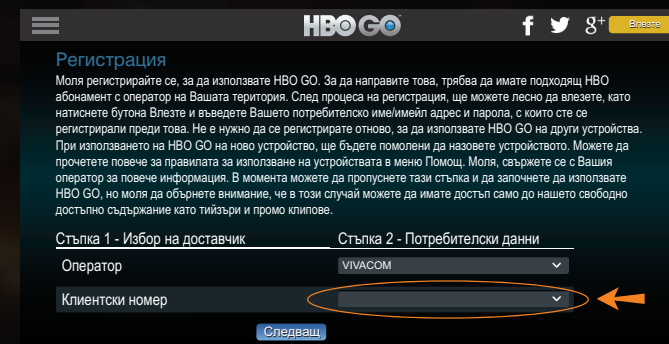 HBO GO
f g+ Влезте
Регистрация
Моля регистрирайте се, за да използвате HBO GO. За да направите това, трябва да имате подходящ HBO
абонамент с оператор на Вашата територия. След процеса на регистрация, ще можете лесно да влезете, като
натиснете бутона Влезте и въведете Вашето потребителско име/имейл адрес и парола, с които сте се
регистрирали преди това. Не е нужно да се регистрирате отново, за да използвате HBO GO на други устройства.
При използването на HBO GO на ново устройство, ще бъдете помолени да назовете устройството. Можете да
прочетете повече за правилата за използване на устройствата в меню Помощ. Моля, свържете се с Вашия
оператор за повече информация. В момента можете да пропуснете тази стъпка и да започнете да използвате
HBO GO, но моля да обърнете внимание, че в този случай можете да имате достъп само до нашето свободно
достъпно съдържание като тийзъри и промо клипове.
Стъпка 1 - Избор на доставчик
Стъпка 2 - Потребителски данни
Оператор
VIVACOM
Клиентски номер
Следващ